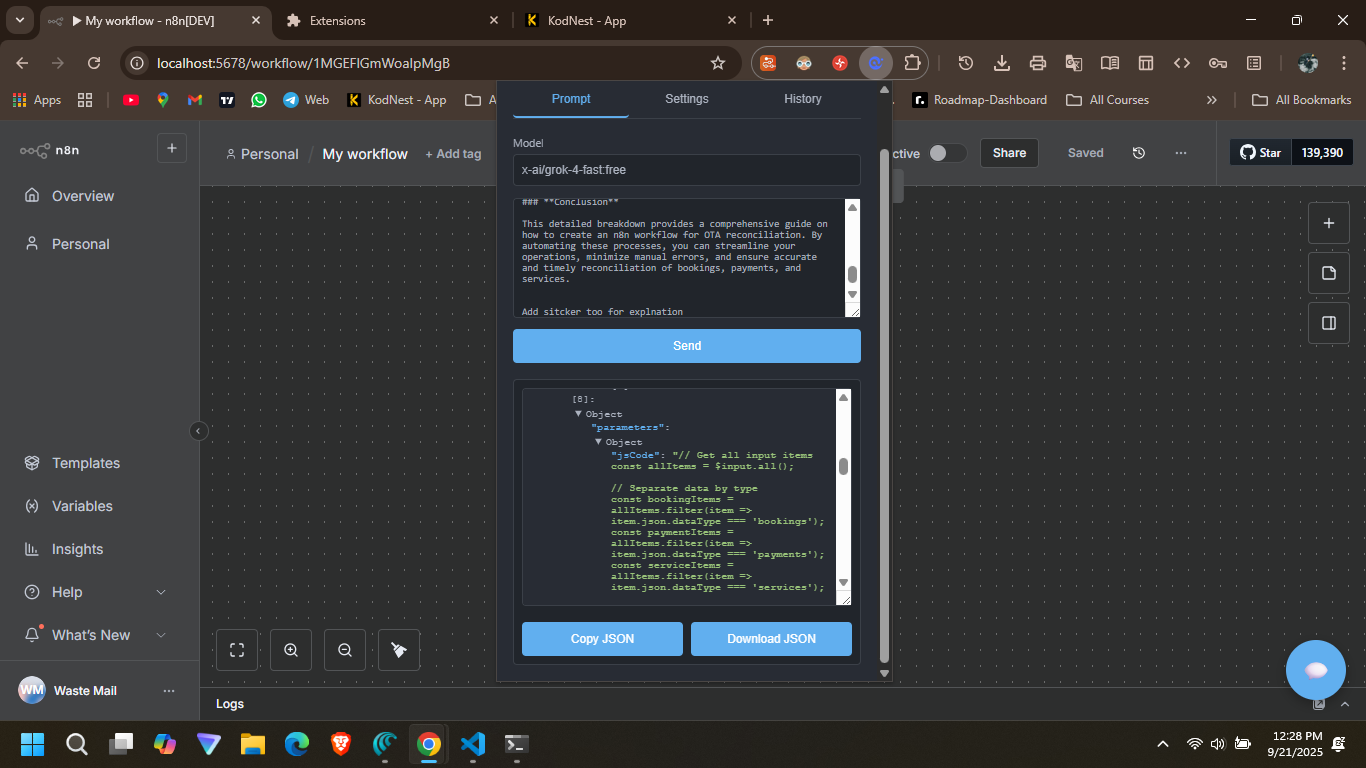 My workflow - n8n[DEV]
Extensions
KodNest - App
localhost:5678/workflow/1MGEFlGmWoaIpMgB
Apps
Web
KodNest - App
A
Roadmap-Dashboard
All Courses
All Bookmarks
n8n
Personal
/
My workflow
+ Add tag
ctive
Share
Saved
Star
139,390
Overview
Personal
Templates
Variables
Insights
Help
What's New
WM
Waste Mail
Prompt
Settings
History
Model
x-ai/grok-4-fast:free
### **Conclusion**
This detailed breakdown provides a comprehensive guide on
how to create an n8n workflow for OTA reconciliation. By
automating these processes, you can streamline your
operations, minimize manual errors, and ensure accurate
and timely reconciliation of bookings, payments, and
services.
Add sitcker too for explnation
Send
[8]:
▼ Object
"parameters":
▼ Object
"jsCode": "// Get all input items
const allItems = $input.all();
// Separate data by type
const bookingItems =
allItems.filter(item =>
item.json.dataType === 'bookings');
const paymentItems =
allItems.filter(item =>
item.json.dataType === 'payments');
const serviceItems =
allItems.filter(item =>
item.json.dataType === 'services');
Copy JSON
Download JSON
Logs
12:28 PM
9/21/2025